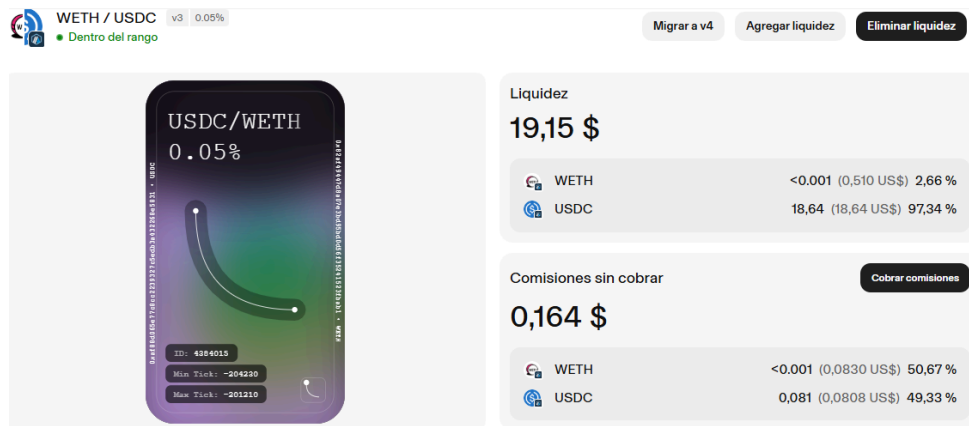 WETH / USDC v3 0.05%
Dentro del rango
Migrar a v4
Agregar liquidez
Eliminar liquidez
USDC/WETH
0.05%
• USDC
• WETH
ID: 4384015
Min Tick: -204230
Max Tick: -201210
Liquidez
19,15 $
WETH <0.001 (0,510 US$) 2,66 %
USDC 18,64 (18,64 US$) 97,34 %
Comisiones sin cobrar
Cobrar comisiones
0,164 $
WETH <0.001 (0,0830 US$) 50,67 %
USDC 0,081 (0,0808 US$) 49,33 %